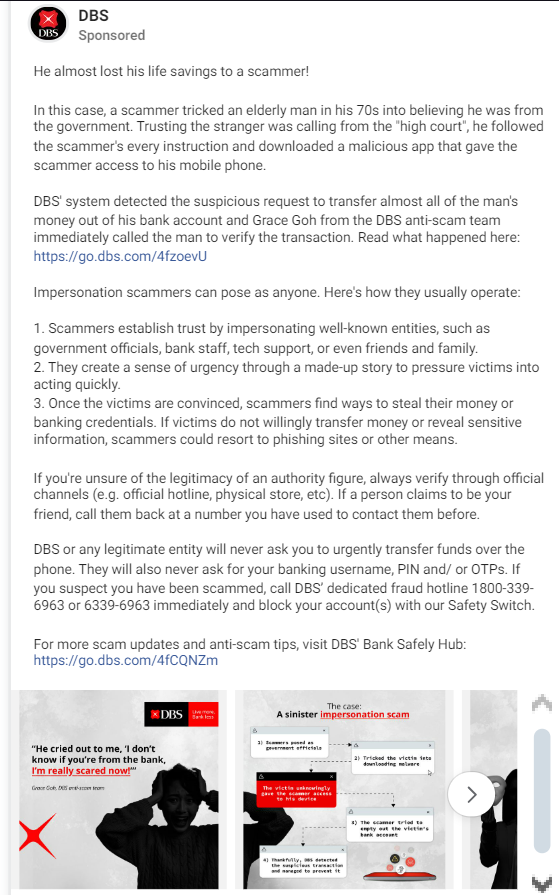 DBS
DBS
Sponsored
He almost lost his life savings to a scammer!
In this case, a scammer tricked an elderly man in his 70s into believing he was from
the government. Trusting the stranger was calling from the "high court", he followed
the scammer's every instruction and downloaded a malicious app that gave the
scammer access to his mobile phone.
DBS' system detected the suspicious request to transfer almost all of the man's
money out of his bank account and Grace Goh from the DBS anti-scam team
immediately called the man to verify the transaction. Read what happened here:
https://go.dbs.com/4fzoevU
Impersonation scammers can pose as anyone. Here's how they usually operate:
1. Scammers establish trust by impersonating well-known entities, such as
government officials, bank staff, tech support, or even friends and family.
2. They create a sense of urgency through a made-up story to pressure victims into
acting quickly.
3. Once the victims are convinced, scammers find ways to steal their money or
banking credentials. If victims do not willingly transfer money or reveal sensitive
information, scammers could resort to phishing sites or other means.
If you're unsure of the legitimacy of an authority figure, always verify through official
channels (e.g. official hotline, physical store, etc). If a person claims to be your
friend, call them back at a number you have used to contact them before.
DBS or any legitimate entity will never ask you to urgently transfer funds over the
phone. They will also never ask for your banking username, PIN and/ or OTPs. If
you suspect you have been scammed, call DBS' dedicated fraud hotline 1800-339-
6963 or 6339-6963 immediately and block your account(s) with our Safety Switch.
For more scam updates and anti-scam tips, visit DBS' Bank Safely Hub:
https://go.dbs.com/4fCQNZm
DBS
Live more,
Bank less
"He cried out to me, 'I don't
know if you're from the bank,
I'm really scared now!'"
Grace Goh, DBS anti-scam team
The case:
A sinister impersonation scam
1) Scammers posed as
government officials
2) Tricked the victim into
downloading malware
The victim unknowingly
gave the scammer access
to his device
3) The scammer tried to
empty out the victim's
bank account
4) Thankfully, DBS detected
the suspicious transaction
and managed to prevent it